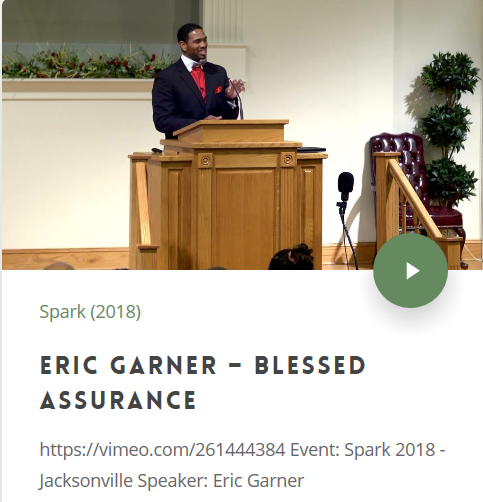 Spark (2018)
ERIC GARNER – BLESSED
ASSURANCE
https://vimeo.com/261444384 Event: Spark 2018 -
Jacksonville Speaker: Eric Garner